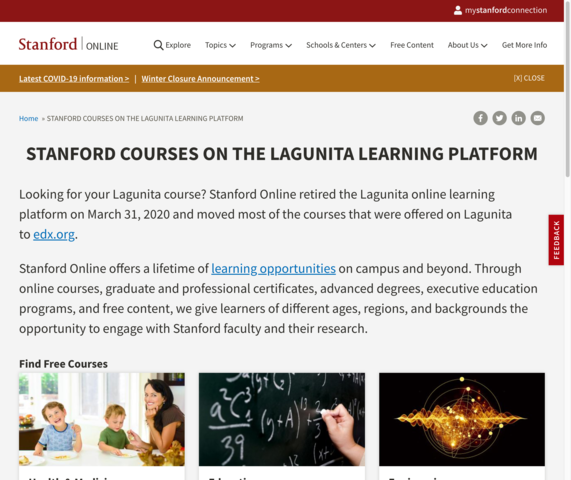 mystanfordconnection
Stanford | ONLINE
Explore Topics Programs Schools & Centers Free Content About Us Get More Info
Latest COVID-19 information > | Winter Closure Announcement > [X] CLOSE
Home » STANFORD COURSES ON THE LAGUNITA LEARNING PLATFORM
STANFORD COURSES ON THE LAGUNITA LEARNING PLATFORM
Looking for your Lagunita course? Stanford Online retired the Lagunita online learning
platform on March 31, 2020 and moved most of the courses that were offered on Lagunita
to edx.org.
FEEDBACK
Stanford Online offers a lifetime of learning opportunities on campus and beyond. Through
online courses, graduate and professional certificates, advanced degrees, executive education
programs, and free content, we give learners of different ages, regions, and backgrounds the
opportunity to engage with Stanford faculty and their research.
Find Free Courses